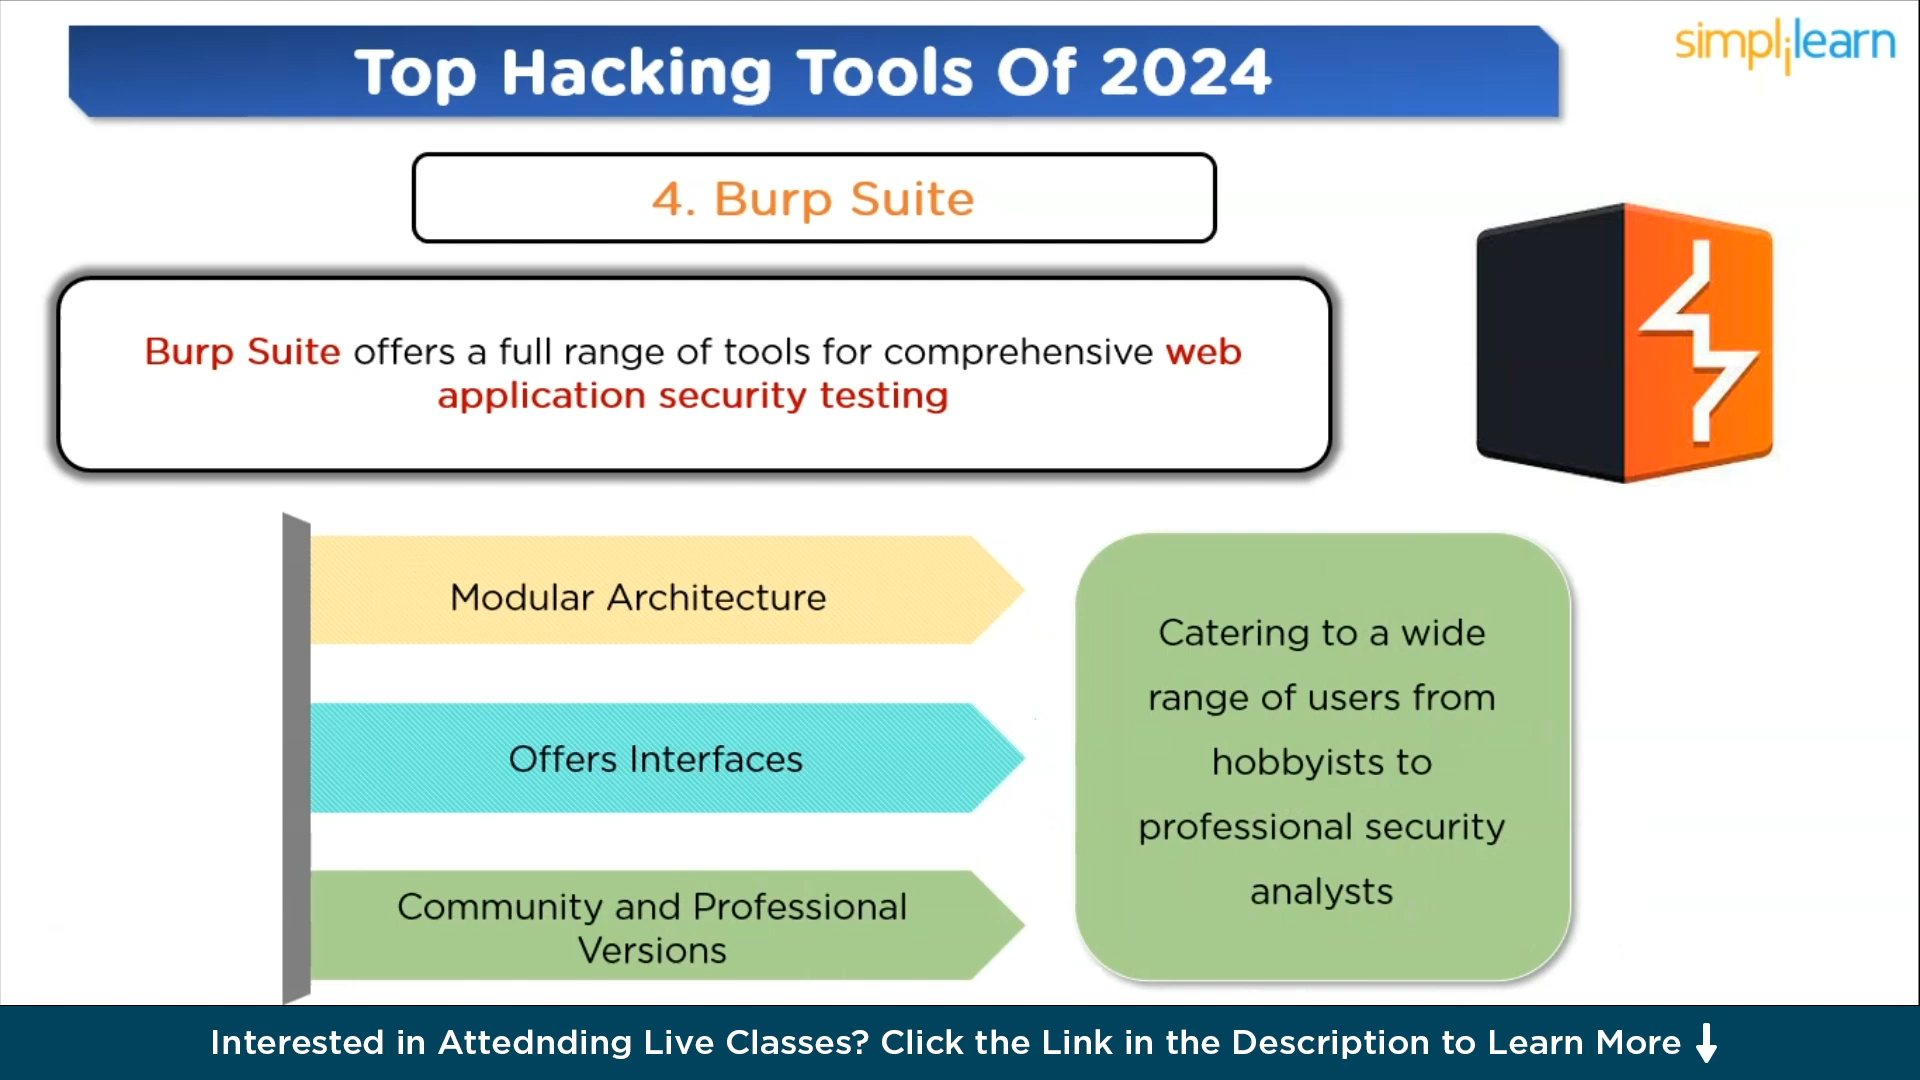 Top Hacking Tools Of 2024
simplilearn
4. Burp Suite
Burp Suite offers a full range of tools for comprehensive web
application security testing
Modular Architecture
Offers Interfaces
Community and Professional
Versions
Catering to a wide
range of users from
hobbyists to
professional security
analysts
Interested in Attednding Live Classes? Click the Link in the Description to Learn More